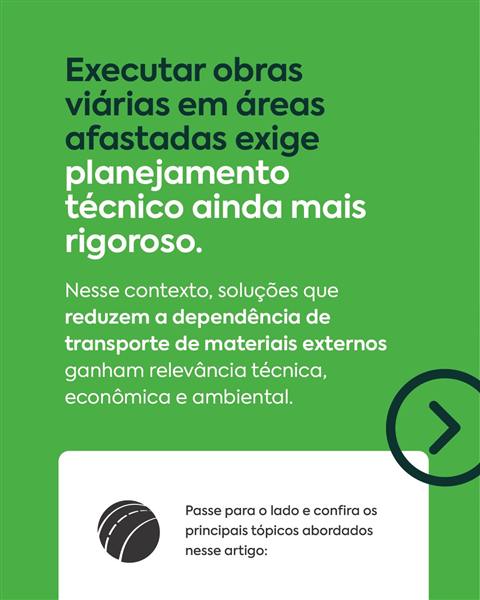 Executar obras
viárias em áreas
afastadas exige
planejamento
técnico ainda mais
rigoroso.
Nesse contexto, soluções que
reduzem a dependência de
transporte de materiais externos
ganham relevância técnica,
econômica e ambiental.
Passe para o lado e confira os
principais tópicos abordados
nesse artigo: